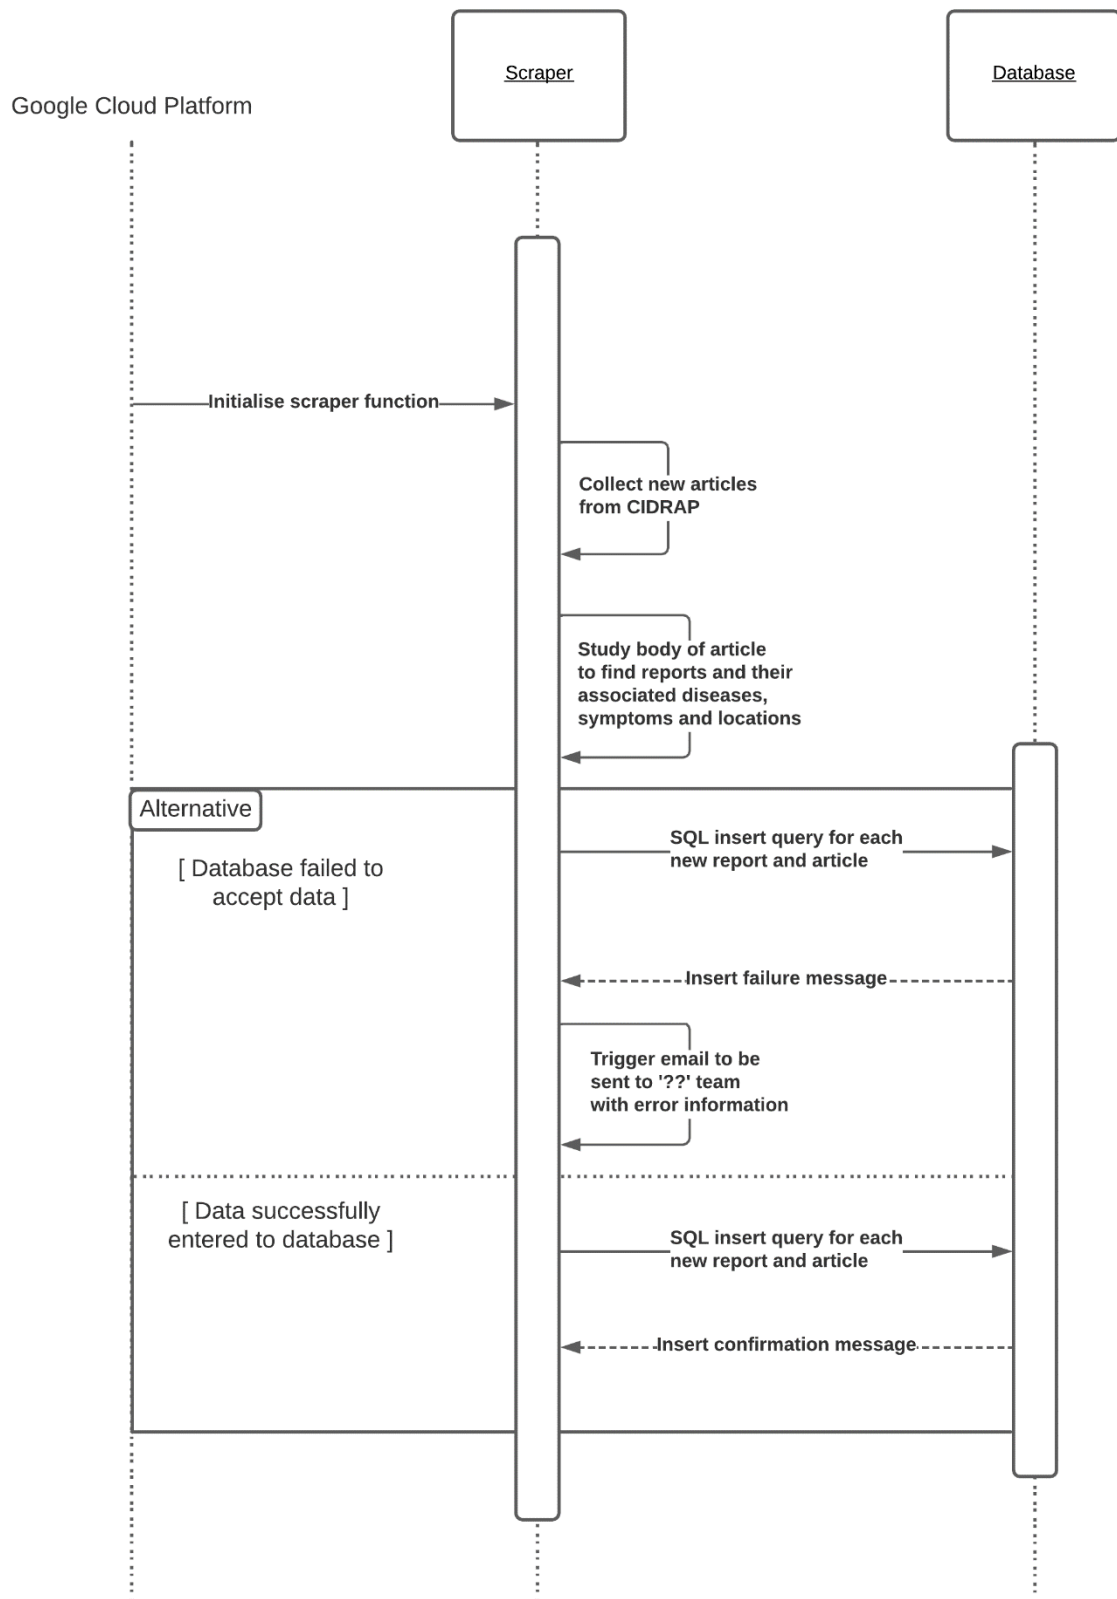 Scraper
Database
Google Cloud Platform
Initialise scraper function
Collect new articles
from CIDRAP
Study body of article
to find reports and their
associated diseases,
symptoms and locations
Alternative
[ Database failed to
accept data ]
SQL insert query for each
new report and article
Insert failure message
Trigger email to be
sent to '??' team
with error information
[ Data successfully
entered to database ]
SQL insert query for each
new report and article
Insert confirmation message